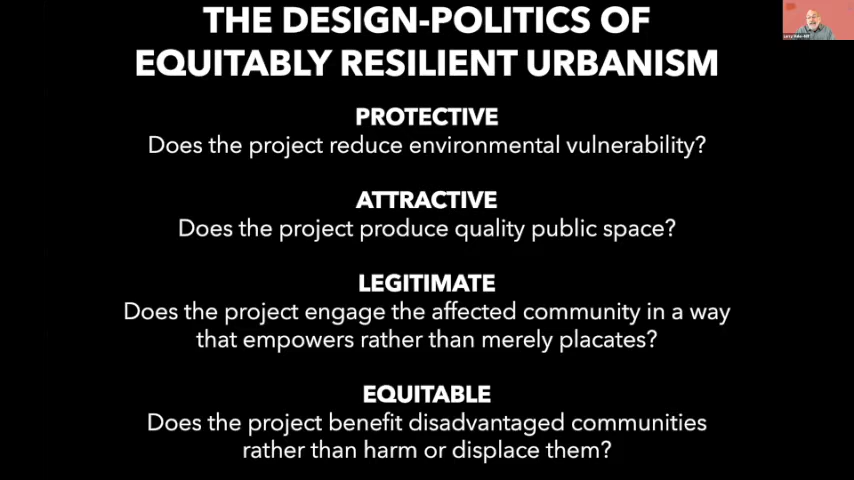 THE DESIGN-POLITICS OF
EQUITABLY RESILIENT URBANISM
PROTECTIVE
Does the project reduce environmental vulnerability?
ATTRACTIVE
Does the project produce quality public space?
LEGITIMATE
Does the project engage the affected community in a way
that empowers rather than merely placates?
EQUITABLE
Does the project benefit disadvantaged communities
rather than harm or displace them?